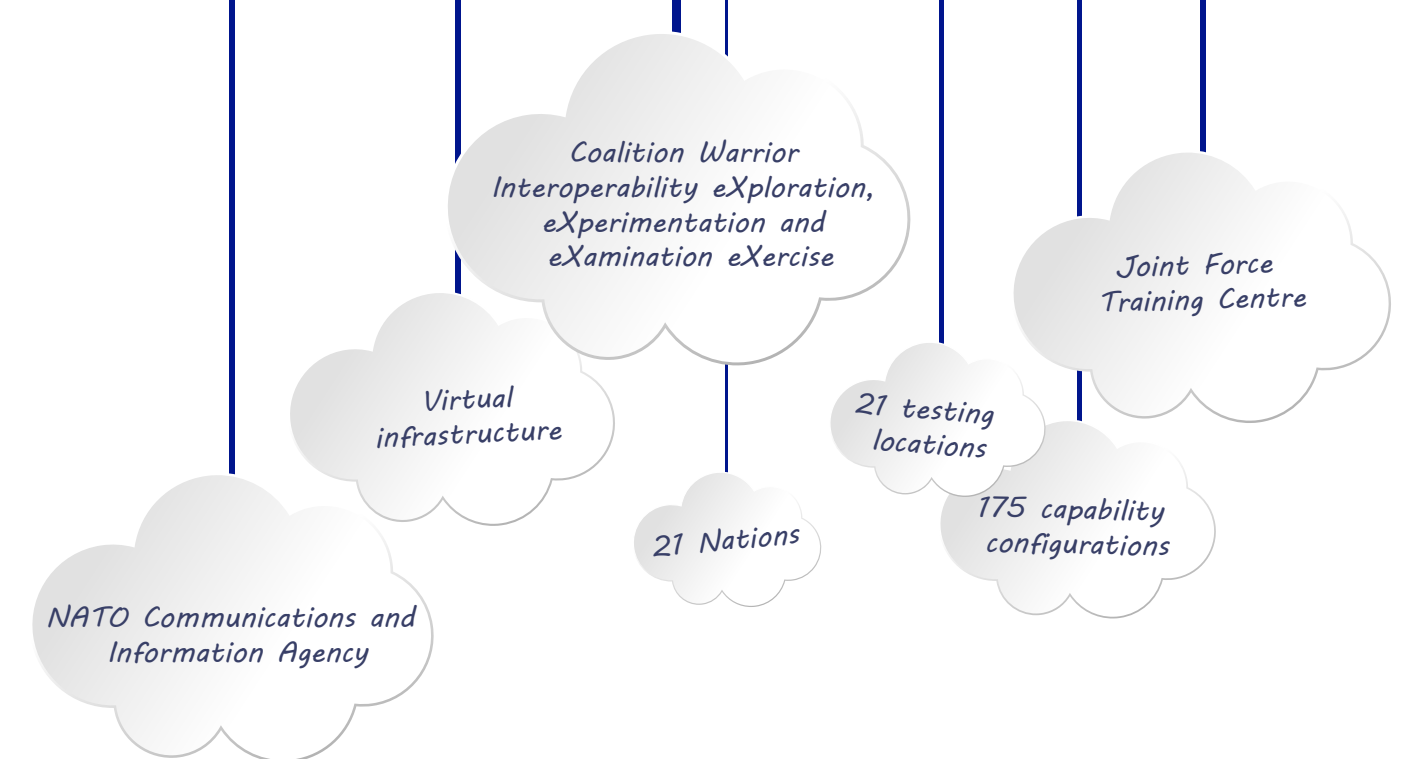 Coalition Warrior
Interoperability eXploration,
eXperimentation and
eXamination eXercise
Joint Force
Training Centre
Virtual
infrastructure
21 testing
locations
175 capability
configurations
21 Nations
NATO Communications and
Information Agency